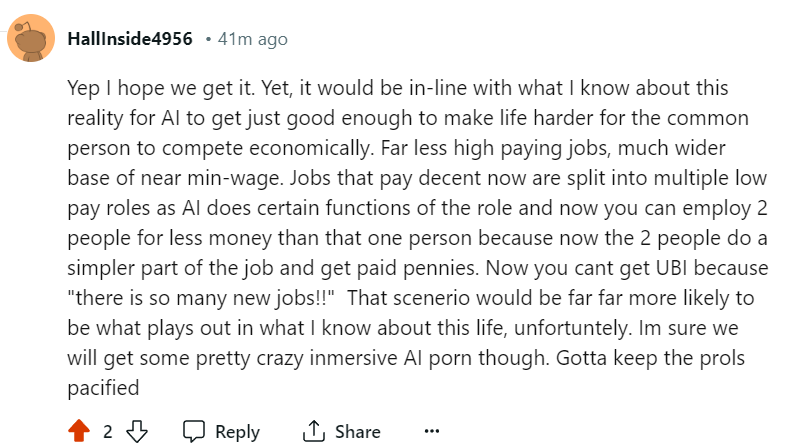 HallInside4956 • 41m ago
Yep I hope we get it. Yet, it would be in-line with what I know about this
reality for AI to get just good enough to make life harder for the common
person to compete economically. Far less high paying jobs, much wider
base of near min-wage. Jobs that pay decent now are split into multiple low
pay roles as AI does certain functions of the role and now you can employ 2
people for less money than that one person because now the 2 people do a
simpler part of the job and get paid pennies. Now you cant get UBI because
"there is so many new jobs!!"  That scenerio would be far far more likely to
be what plays out in what I know about this life, unfortuntely. Im sure we
will get some pretty crazy inmersive AI porn though. Gotta keep the prols
pacified
2 Reply Share •••